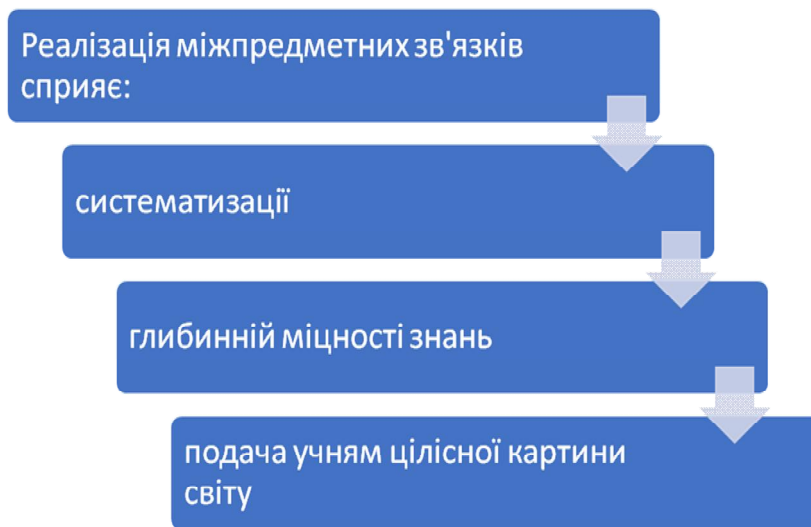 Реалізація міжпредметних зв'язків
сприяє:
систематизації
глибинній міцності знань
подача учням цілісної картини
світу